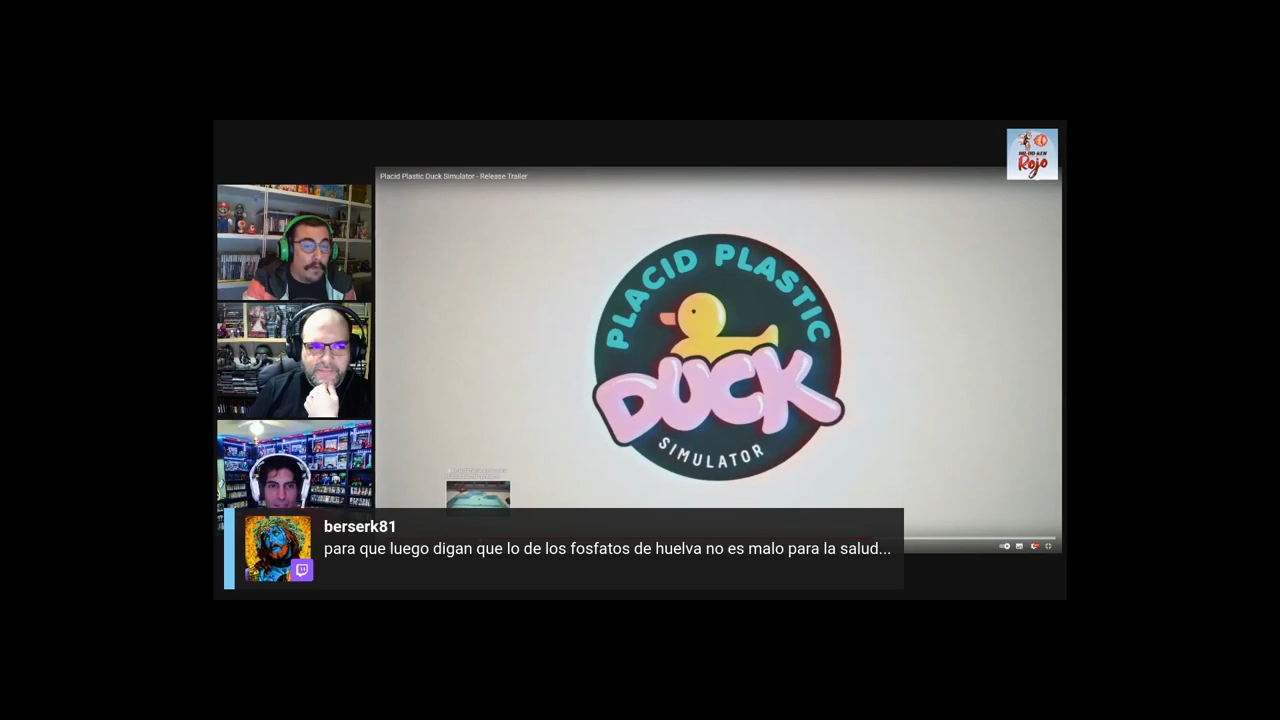 Rojo
Placid Plastic Duck Simulator - Release Trailer
PLACID PLASTIC
DUCK
SIMULATOR
berserk81
para que luego digan que lo de los fosfatos de huelva no es malo para la salud...